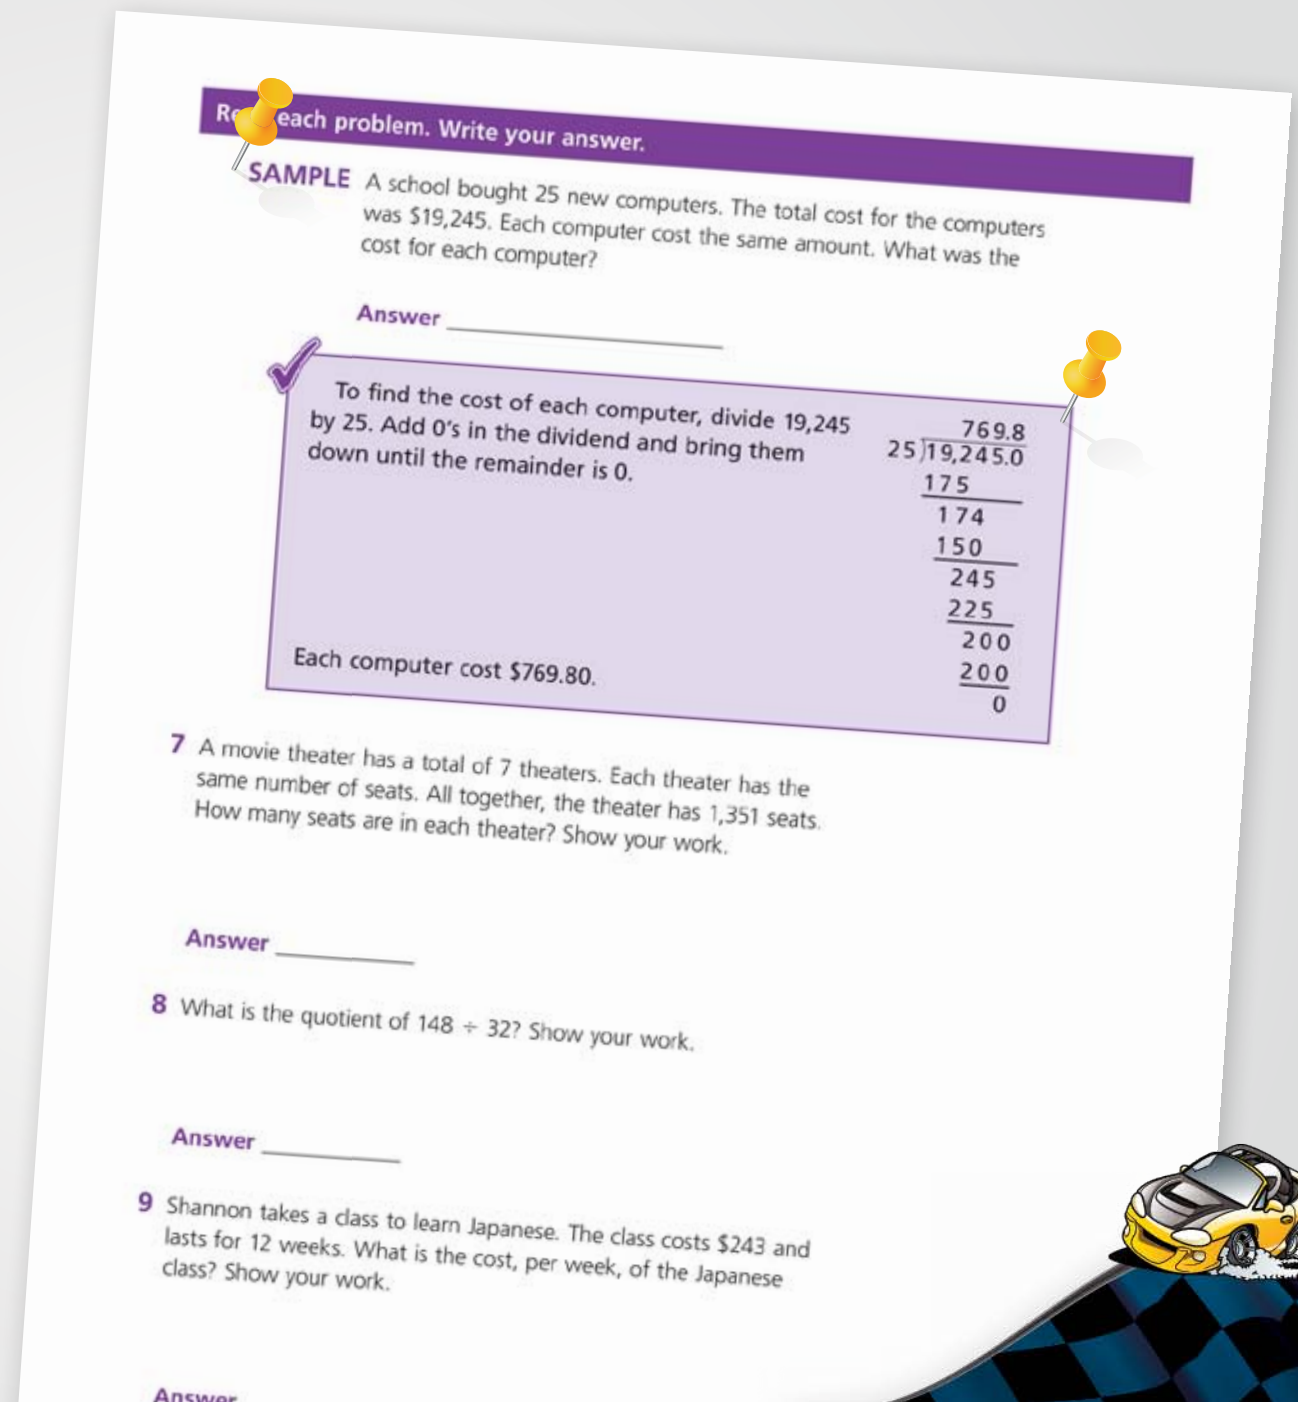 each problem. Write your answer.
SAMPLE A school bought 25 new computers. The total cost for the computers
was $19,245. Each computer cost the same amount. What was the
cost for each computer?
Answer
To find the cost of each computer, divide 19,245
by 25. Add 0's in the dividend and bring them
down until the remainder is 0.
769.8
25)19,245.0
175
174
150
245
225
200
200
0
Each computer cost $769.80.
7 A movie theater has a total of 7 theaters. Each theater has the
same number of seats. All together, the theater has 1,351 seats.
How many seats are in each theater? Show your work.
Answer
8 What is the quotient of 148 ÷ 32? Show your work.
Answer
9 Shannon takes a class to learn Japanese. The class costs $243 and
lasts for 12 weeks. What is the cost, per week, of the Japanese
class? Show your work.
Answer